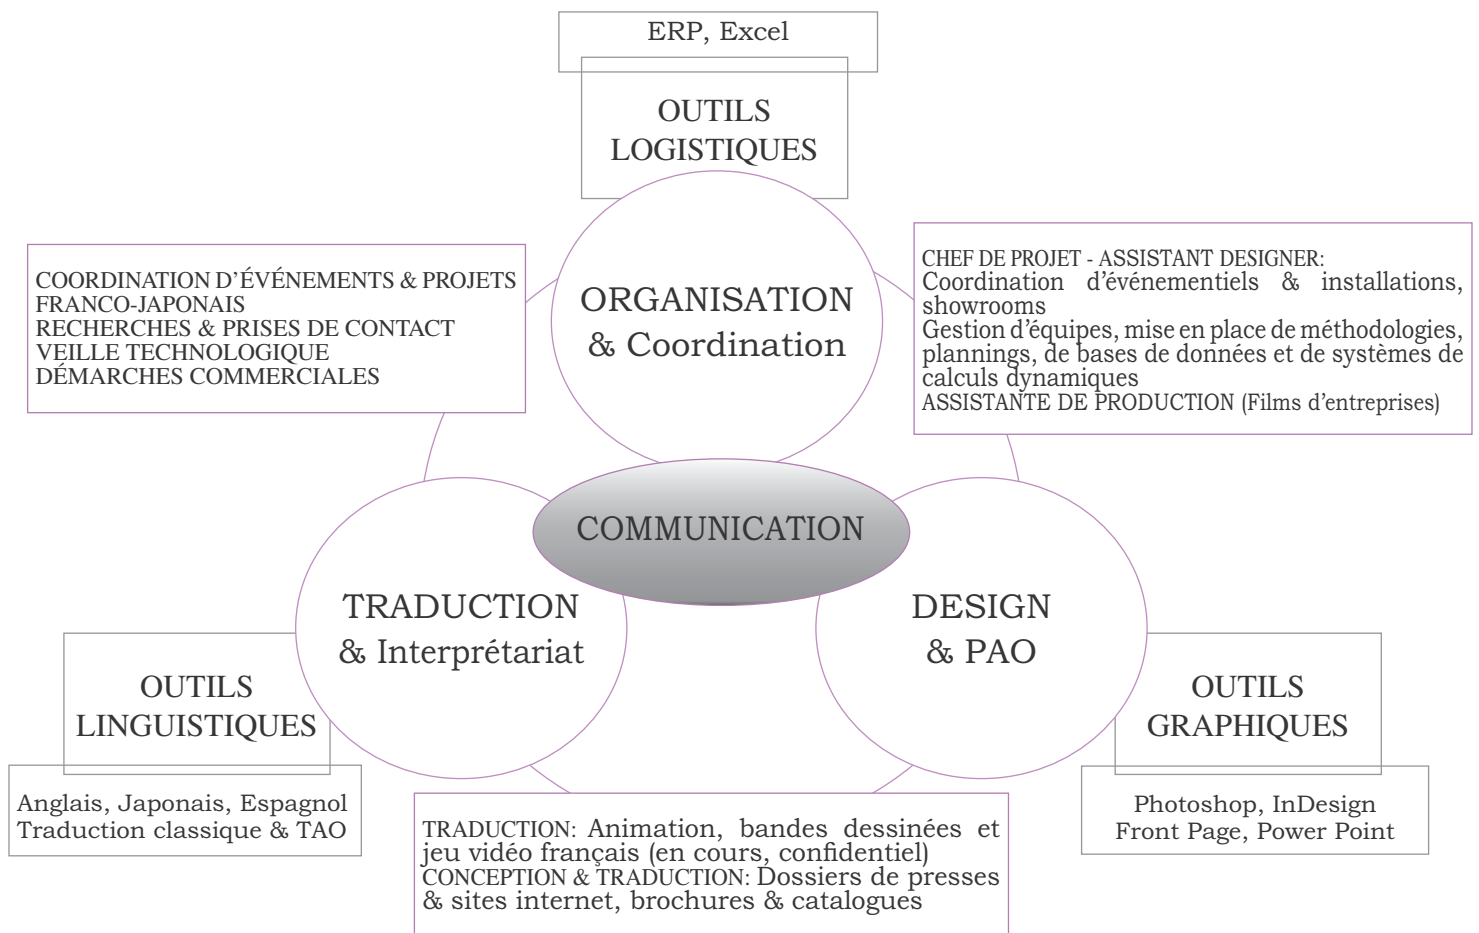 ERP, Excel
OUTILS
LOGISTIQUES
ORGANISATION
& Coordination
COORDINATION D'ÉVÉNEMENTS & PROJETS
FRANCO-JAPONAIS
RECHERCHES & PRISES DE CONTACT
VEILLE TECHNOLOGIQUE
DÉMARCHES COMMERCIALES
CHEF DE PROJET - ASSISTANT DESIGNER:
Coordination d'événementiels & installations,
showrooms
Gestion d'équipes, mise en place de méthodologies,
plannings, de bases de données et de systèmes de
calculs dynamiques
ASSISTANTE DE PRODUCTION (Films d'entreprises)
COMMUNICATION
TRADUCTION
& Interprétariat
DESIGN
& PAO
OUTILS
LINGUISTIQUES
Anglais, Japonais, Espagnol
Traduction classique & TAO
OUTILS
GRAPHIQUES
Photoshop, InDesign
Front Page, Power Point
TRADUCTION: Animation, bandes dessinées et
jeu vidéo français (en cours, confidentiel)
CONCEPTION & TRADUCTION: Dossiers de presses
& sites internet, brochures & catalogues